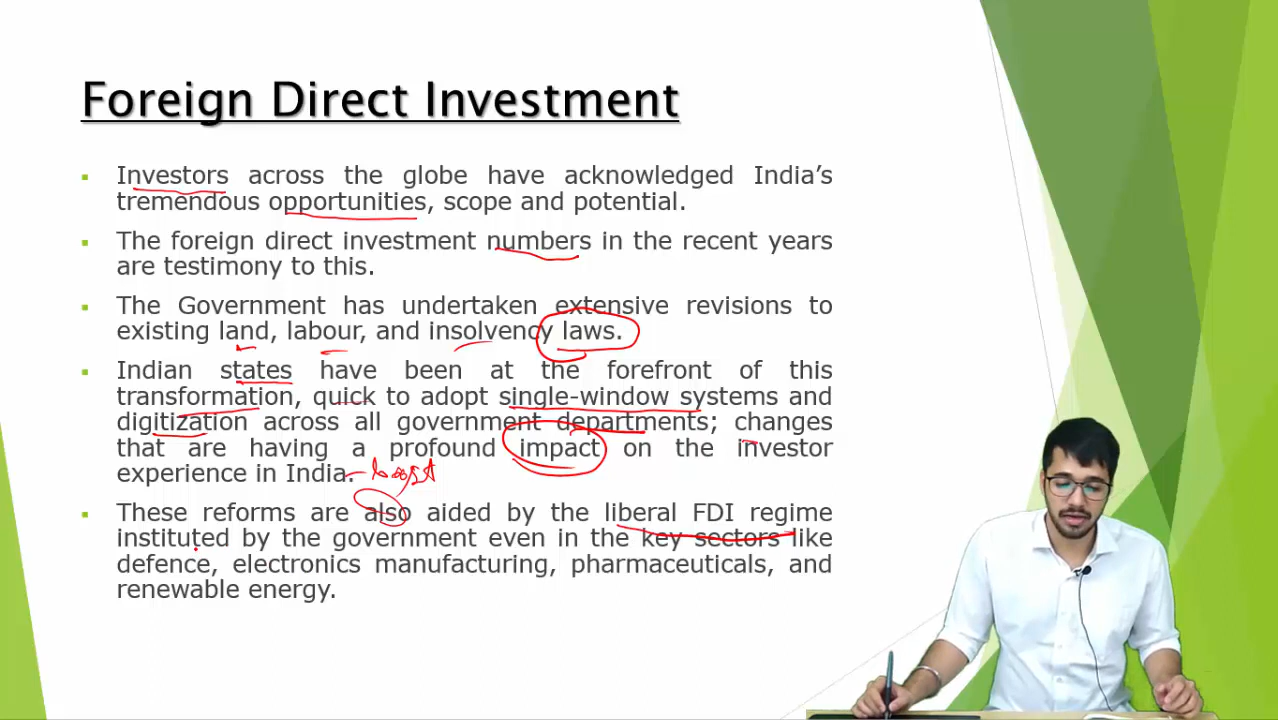 Foreign Direct Investment
Investors across the globe have acknowledged India's
tremendous opportunities, scope and potential.
The foreign direct investment numbers in the recent years
are testimony to this.
The Government has undertaken extensive revisions to
existing land, labour, and insolvency laws.
Indian states have been at the forefront of this
transformation, quick to adopt single-window systems and
digitization across all government departments; changes
that are having a profound impact on the investor
experience in India.
boost
These reforms are also aided by the liberal FDI regime
instituted by the government even in the key sectors like
defence, electronics manufacturing, pharmaceuticals, and
renewable energy.